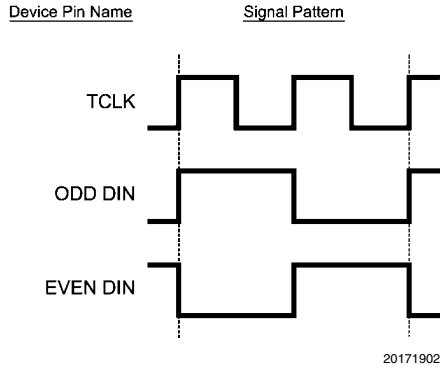 Device Pin Name Signal Pattern
TCLK
ODD DIN
EVEN DIN
20171902